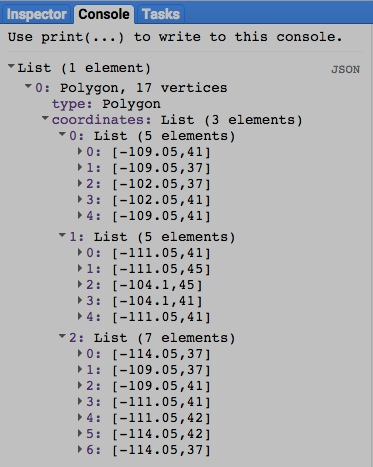 Inspector Console Tasks
Use print(...) to write to this console.
List (1 element) JSON
0: Polygon, 17 vertices
type: Polygon
coordinates: List (3 elements)
0: List (5 elements)
0: [-109.05,41]
1: [-109.05,37]
2: [-102.05,37]
3: [-102.05,41]
4: [-109.05,41]
1: List (5 elements)
0: [-111.05,41]
1: [-111.05,45]
2: [-104.1,45]
3: [-104.1,41]
4: [-111.05,41]
2: List (7 elements)
0: [-114.05,37]
1: [-109.05,37]
2: [-109.05,41]
3: [-111.05,41]
4: [-111.05,42]
5: [-114.05,42]
6: [-114.05,37]